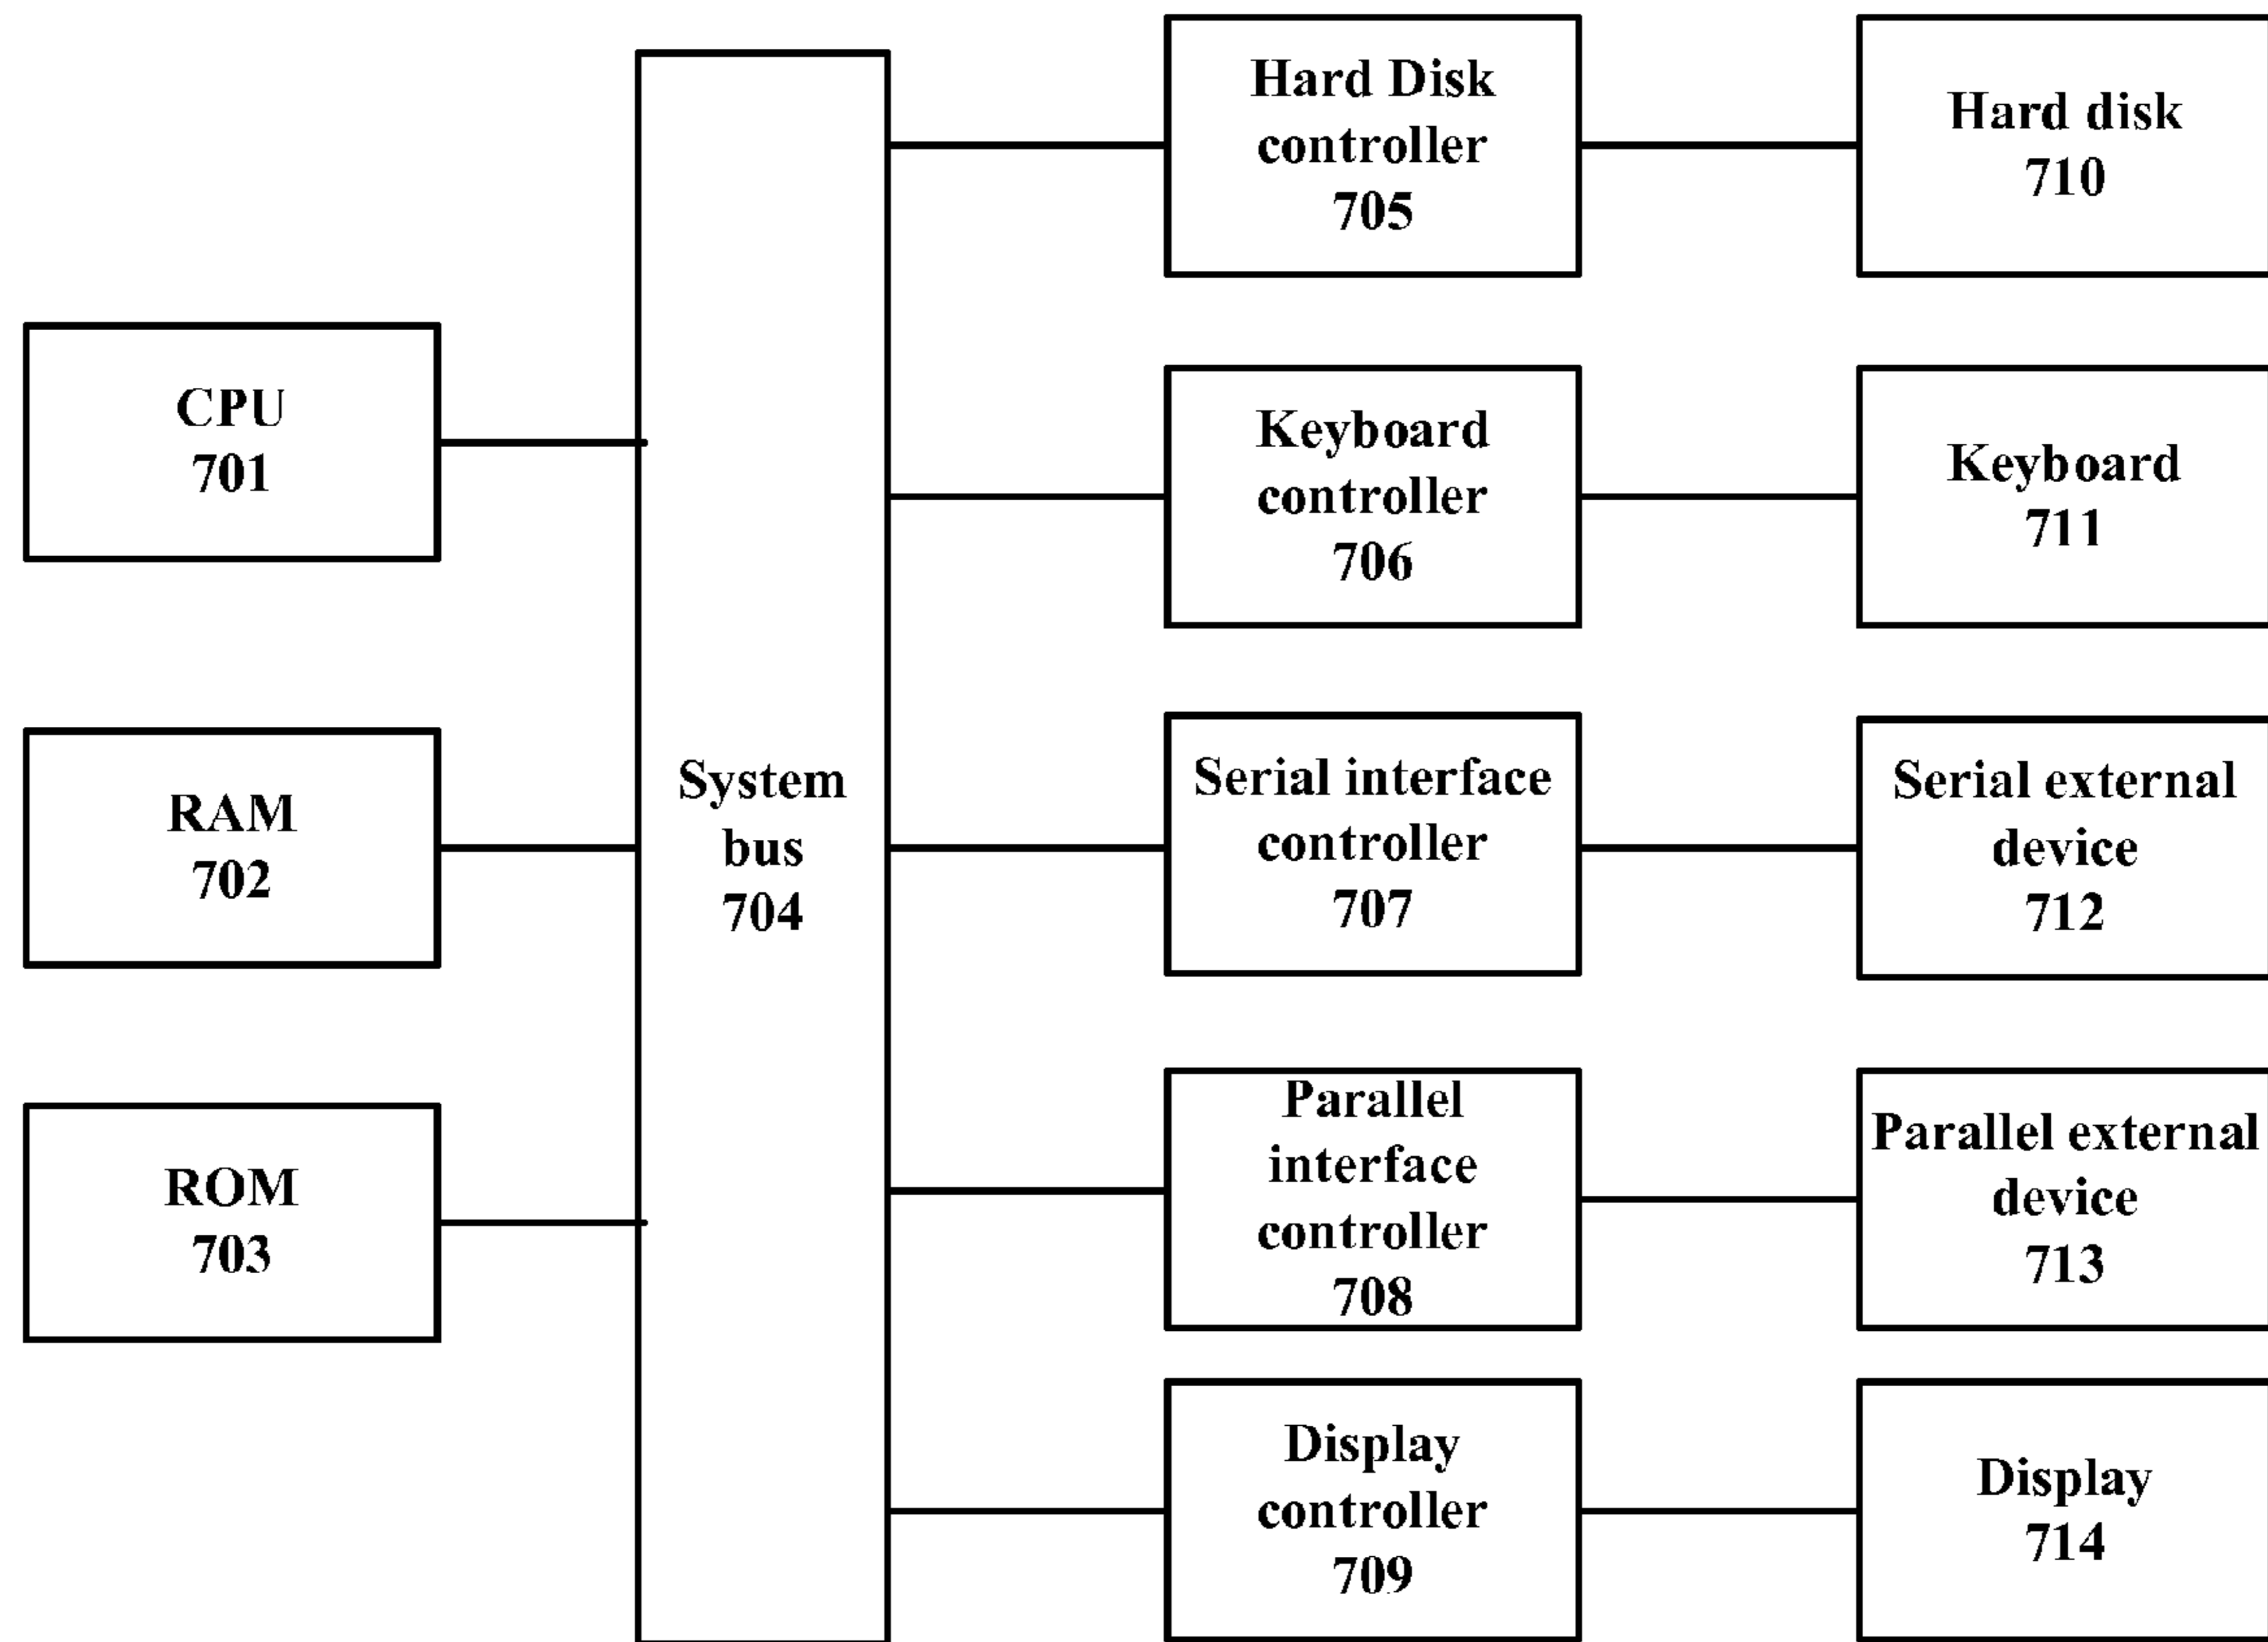 CPU
701
RAM
702
ROM
703
System
bus
704
Hard Disk
controller
705
Keyboard
controller
706
Serial interface
controller
707
Parallel
interface
controller
708
Display
controller
709
Hard disk
710
Keyboard
711
Serial external
device
712
Parallel external
device
713
Display
714